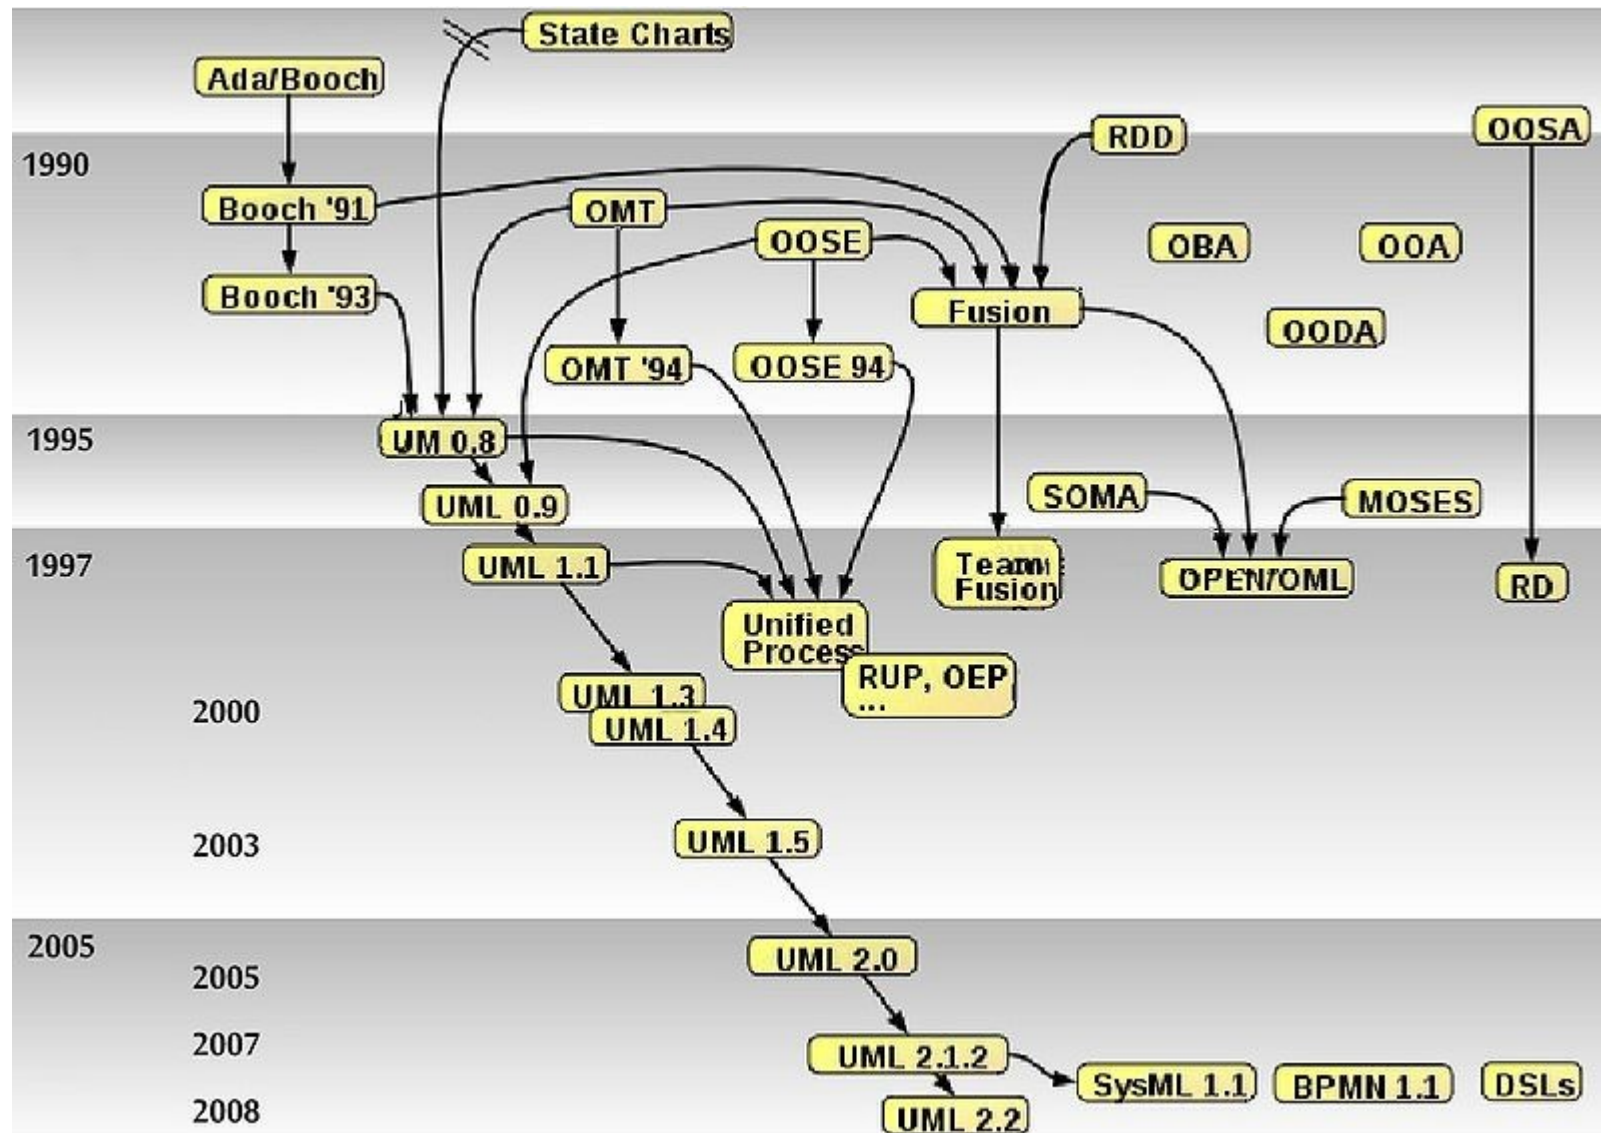 State Charts
Ada/Booch
RDD
OOSA
1990
Booch '91
OMT
OOSE
OBA
OOA
Booch '93
Fusion
OODA
OMT '94
OOSE 94
1995
UM 0.8
SOMA
MOSES
UML 0.9
1997
UML 1.1
Team
Fusion
OPEN/OML
RD
Unified
Process
RUP, OEP
...
UML 1.3
2000
UML 1.4
2003
UML 1.5
2005
UML 2.0
2005
2007
UML 2.1.2
SysML 1.1
BPMN 1.1
DSLs
2008
UML 2.2